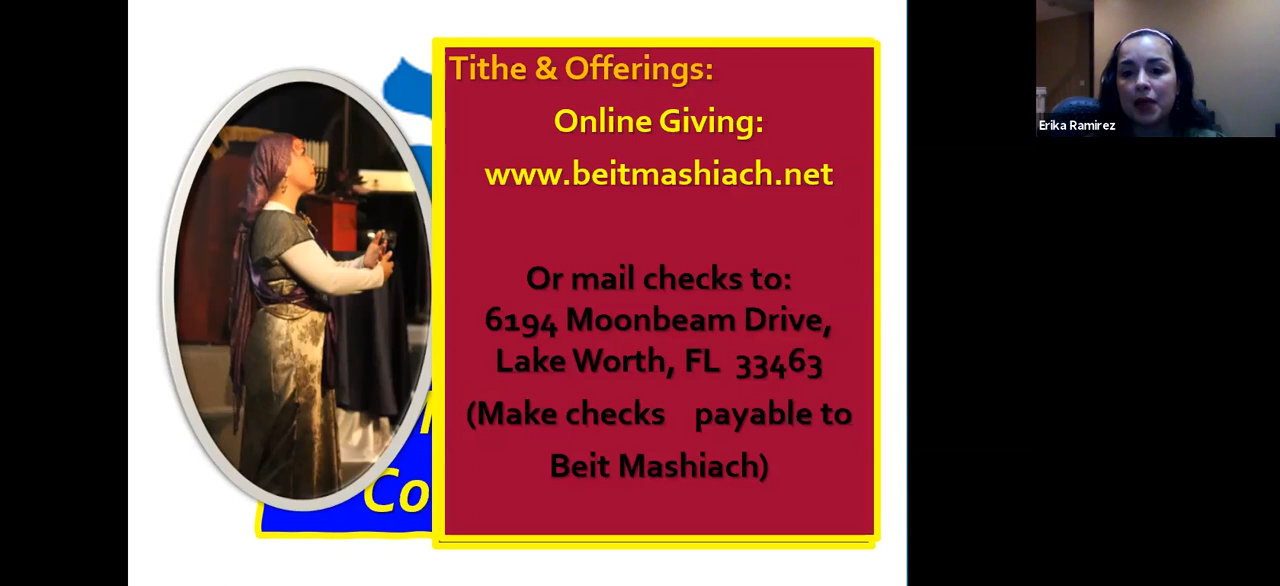 Tithe & Offerings:
Online Giving:
www.beitmashiach.net
Or mail checks to:
6194 Moonbeam Drive,
Lake Worth, FL 33463
(Make checks payable to
Beit Mashiach)
Co
Erika Ramirez